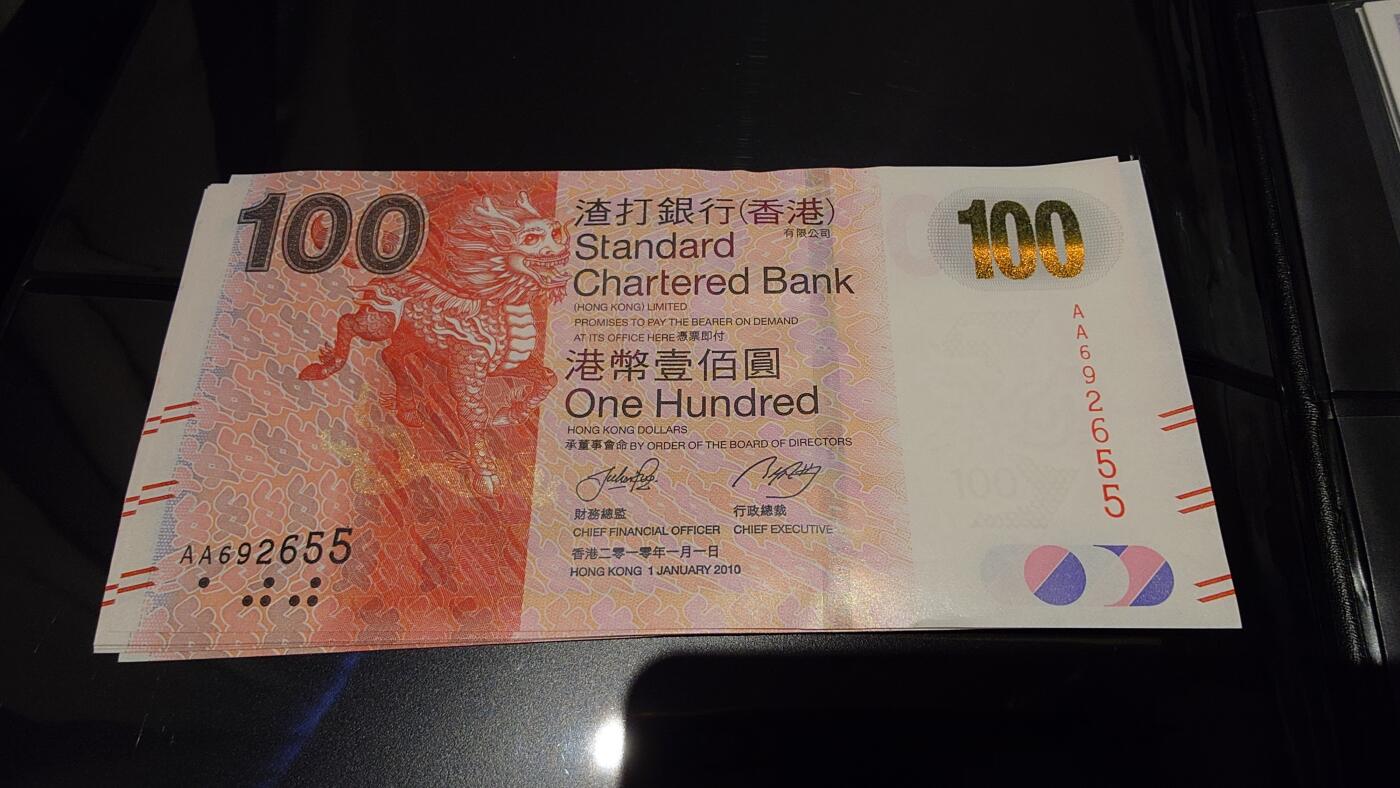 100
渣打銀行(香港)
有限公司
Standard
Chartered Bank
(HONG KONG) LIMITED
PROMISES TO PAY THE BEARER ON DEMAND
AT ITS OFFICE HERE 憑票即付
港幣壹佰圓
One Hundred
HONG KONG DOLLARS
承董事會命 BY ORDER OF THE BOARD OF DIRECTORS
財務總監 行政總裁
CHIEF FINANCIAL OFFICER CHIEF EXECUTIVE
香港二零一零年一月一日
HONG KONG 1 JANUARY 2010
AA692655
100
AA692655